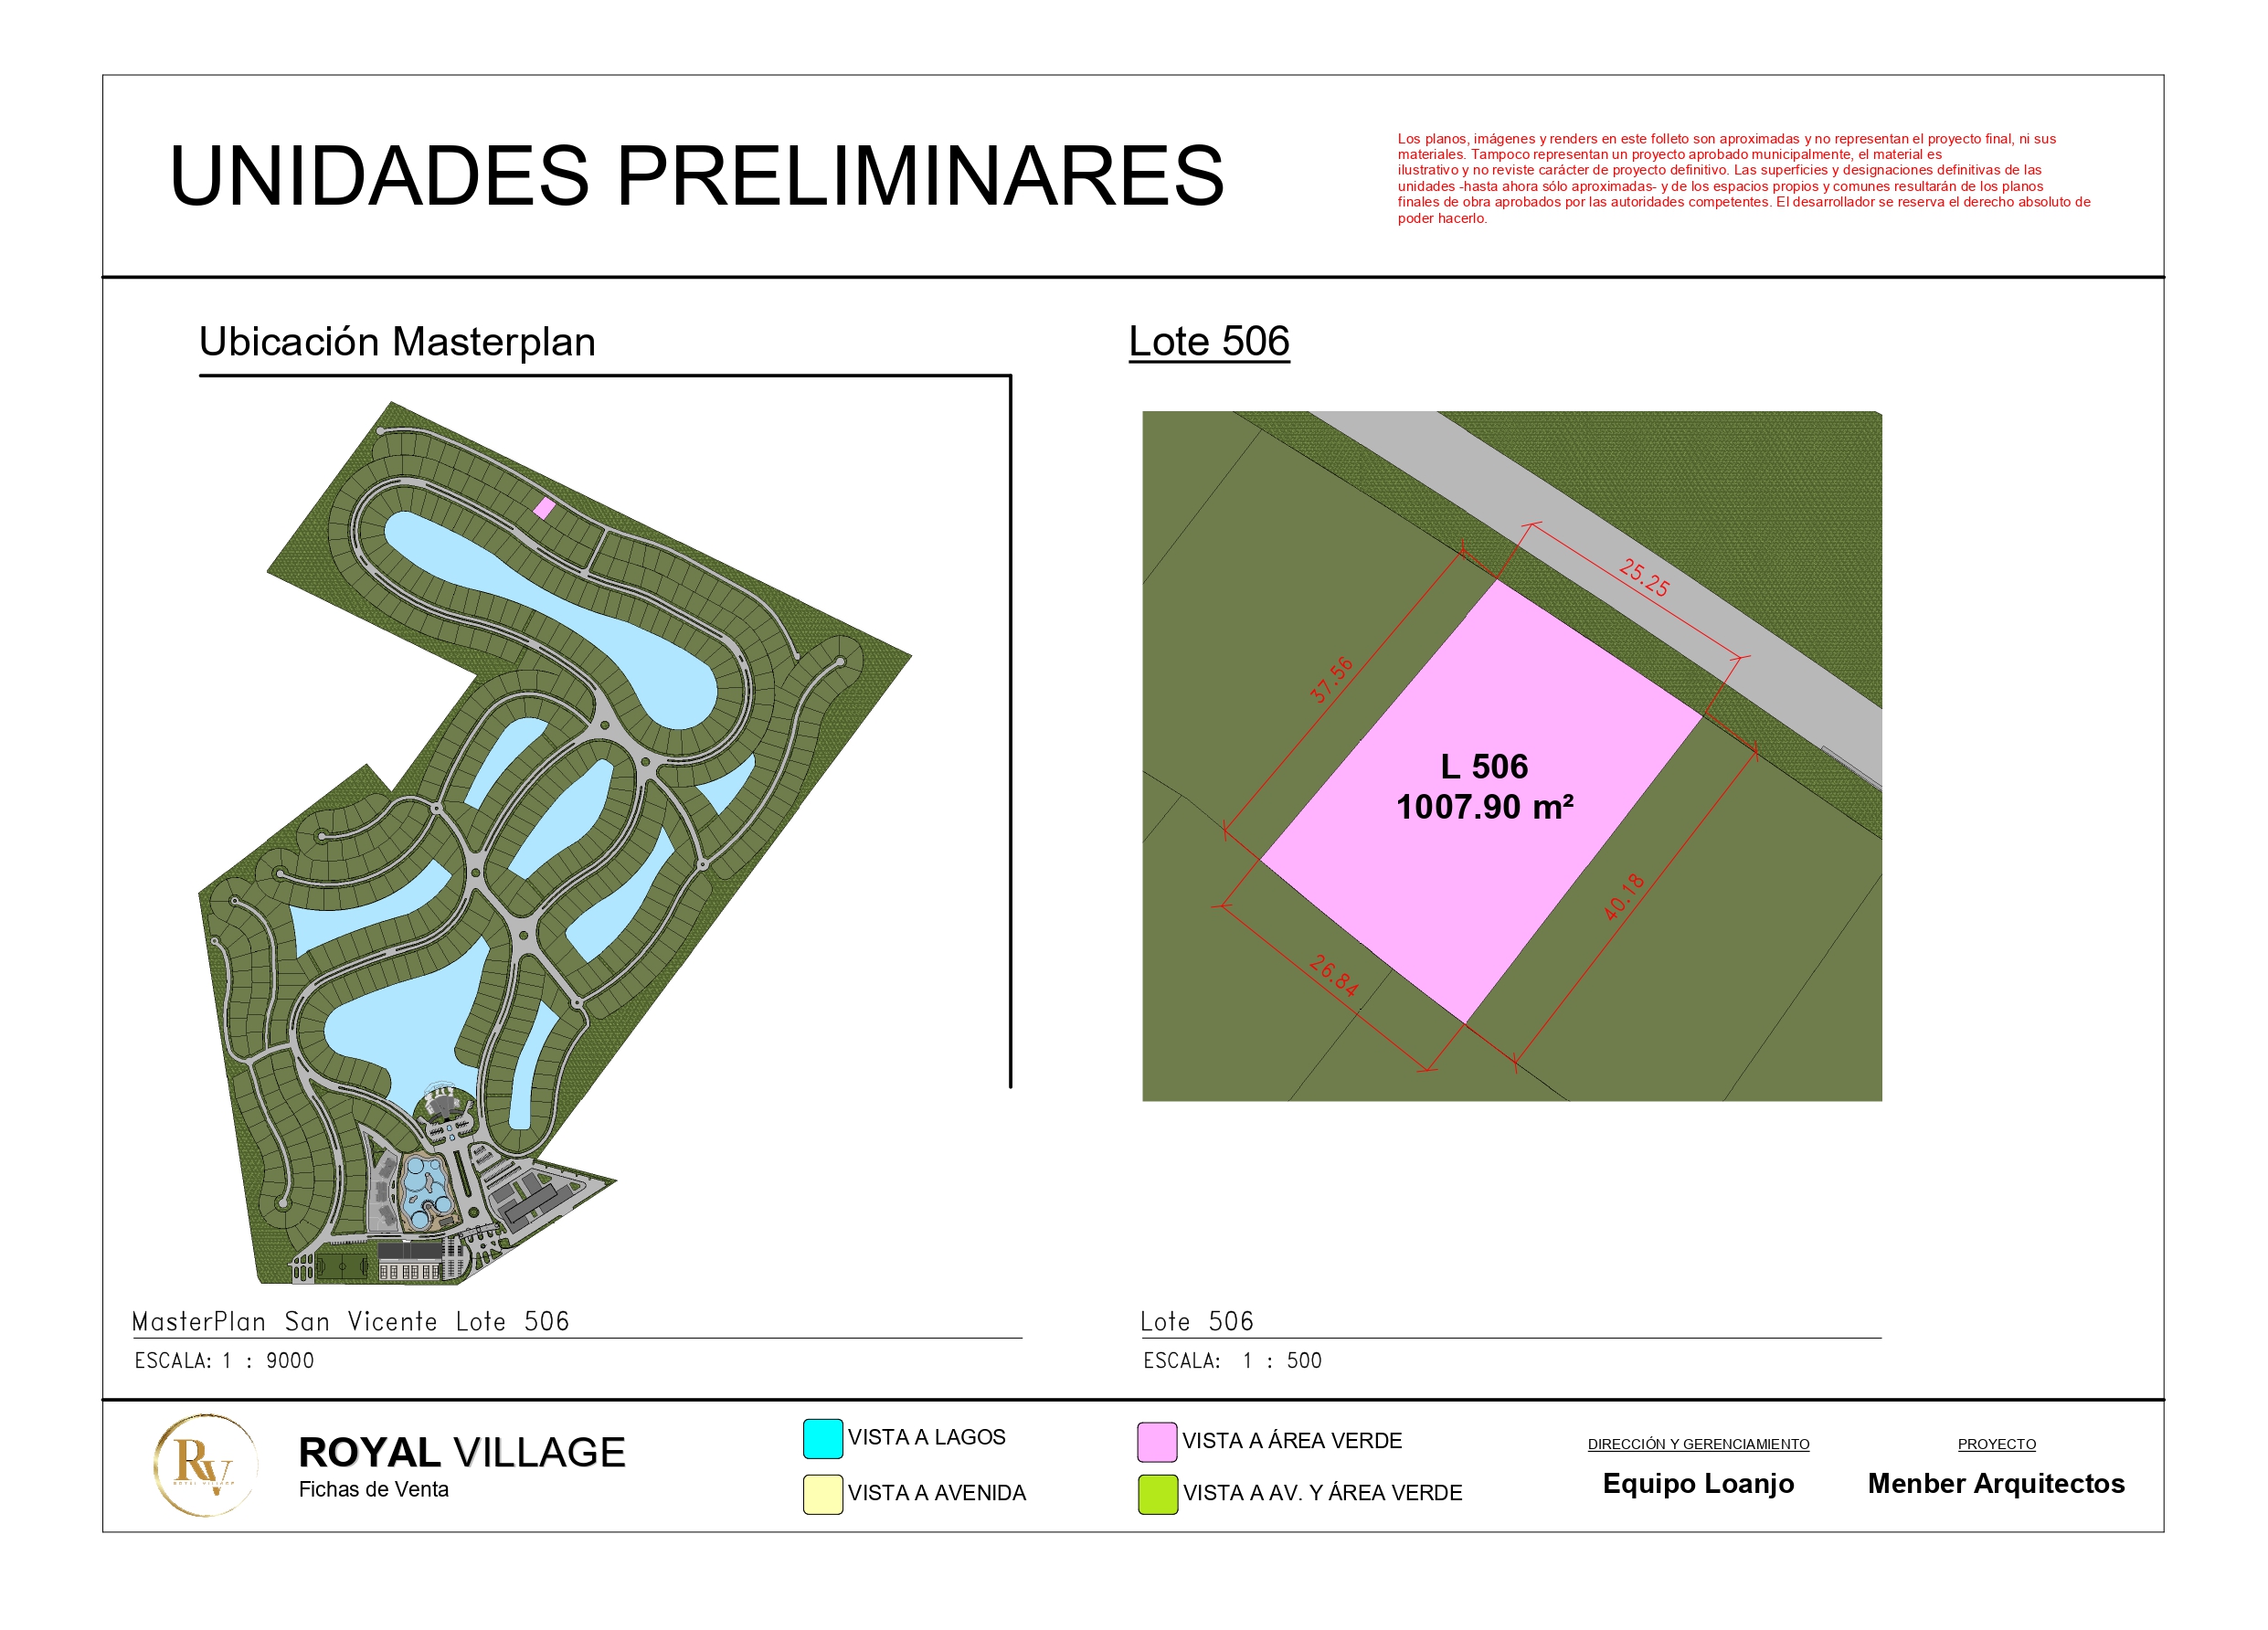 UNIDADES PRELIMINARES
Los planos, imágenes y renders en este folleto son aproximadas y no representan el proyecto final, ni sus
materiales. Tampoco representan un proyecto aprobado municipalmente, el material es
ilustrativo y no reviste carácter de proyecto definitivo. Las superficies y designaciones definitivas de las
unidades -hasta ahora sólo aproximadas- y de los espacios propios y comunes resultarán de los planos
finales de obra aprobados por las autoridades competentes. El desarrollador se reserva el derecho absoluto de
poder hacerlo.
Ubicación Masterplan
Lote 506
25.25
37.56
L 506
1007.90 m²
40.18
26.84
MasterPlan San Vicente Lote 506
ESCALA: 1 : 9000
Lote 506
ESCALA: 1 : 500
RV
ROYAL VILLAGE
ROYAL VILLAGE
Fichas de Venta
VISTA A LAGOS
VISTA A AVENIDA
VISTA A ÁREA VERDE
VISTA A AV. Y ÁREA VERDE
DIRECCIÓN Y GERENCIAMIENTO
Equipo Loanjo
PROYECTO
Menber Arquitectos